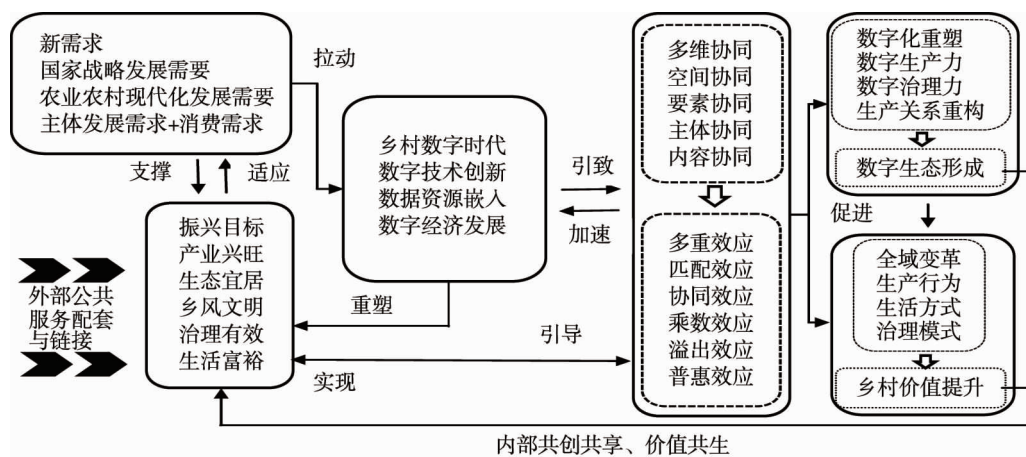 新需求
国家战略发展需要
农业农村现代化发展需要
主体发展需求+消费需求
拉动
支撑
适应
振兴目标
产业兴旺
生态宜居
乡风文明
治理有效
生活富裕
外部公共
服务配套
与链接
乡村数字时代
数字技术创新
数据资源嵌入
数字经济发展
重塑
引致
加速
引导
实现
多维协同
空间协同
要素协同
主体协同
内容协同
多重效应
匹配效应
协同效应
乘数效应
溢出效应
普惠效应
数字化重塑
数字生产力
数字治理力
生产关系重构
数字生态形成
促进
全域变革
生产行为
生活方式
治理模式
乡村价值提升
内部共创共享、价值共生